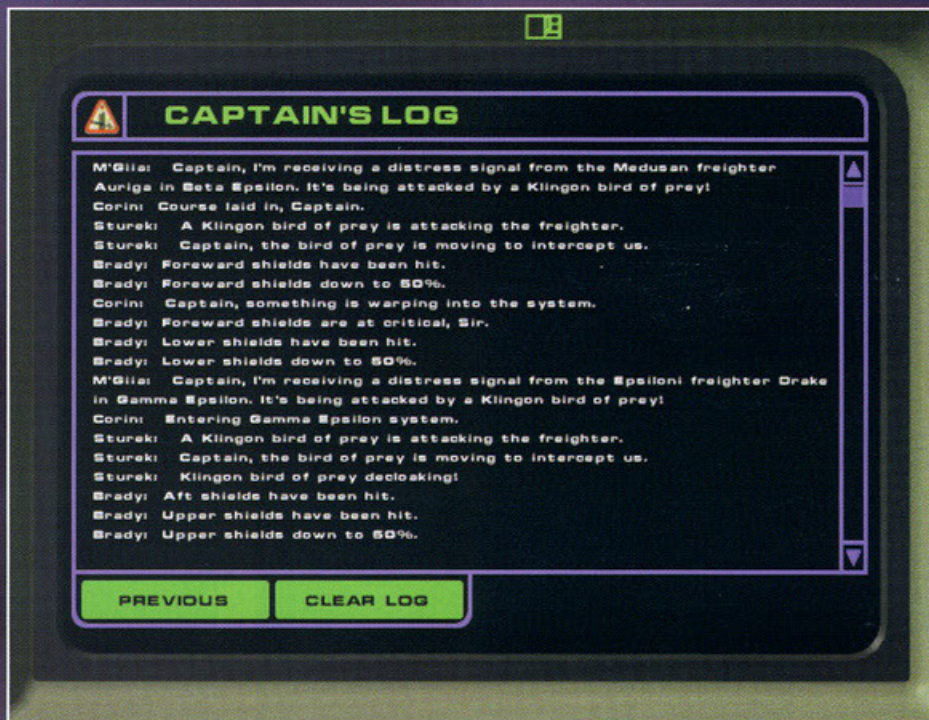 CAPTAIN'S LOG
M'Giia: Captain, I'm receiving a distress signal from the Medusan freighter
Auriga in Beta Epsilon. It's being attacked by a Klingon bird of prey!
Corin: Course laid in, Captain.
Sturek: A Klingon bird of prey is attacking the freighter.
Sturek: Captain, the bird of prey is moving to intercept us.
Brady: Foreward shields have been hit.
Brady: Foreward shields down to 50%.
Corin: Captain, something is warping into the system.
Brady: Foreward shields are at critical, Sir.
Brady: Lower shields have been hit.
Brady: Lower shields down to 50%.
M'Giia: Captain, I'm receiving a distress signal from the Epsiloni freighter Drake
in Gamma Epsilon. It's being attacked by a Klingon bird of prey!
Corin: Entering Gamma Epsilon system.
Sturek: A Klingon bird of prey is attacking the freighter.
Sturek: Captain, the bird of prey is moving to intercept us.
Sturek: Klingon bird of prey decloaking!
Brady: Aft shields have been hit.
Brady: Upper shields have been hit.
Brady: Upper shields down to 50%.
PREVIOUS
CLEAR LOG